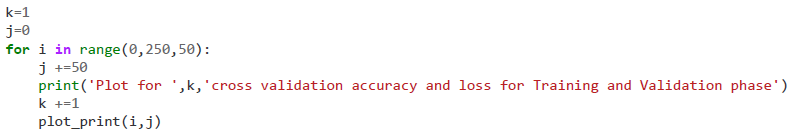 k=1
j=0
for i in range(0,250,50):
    j +=50
    print('Plot for ',k,'cross validation accuracy and loss for Training and Validation phase')
    k +=1
    plot_print(i,j)